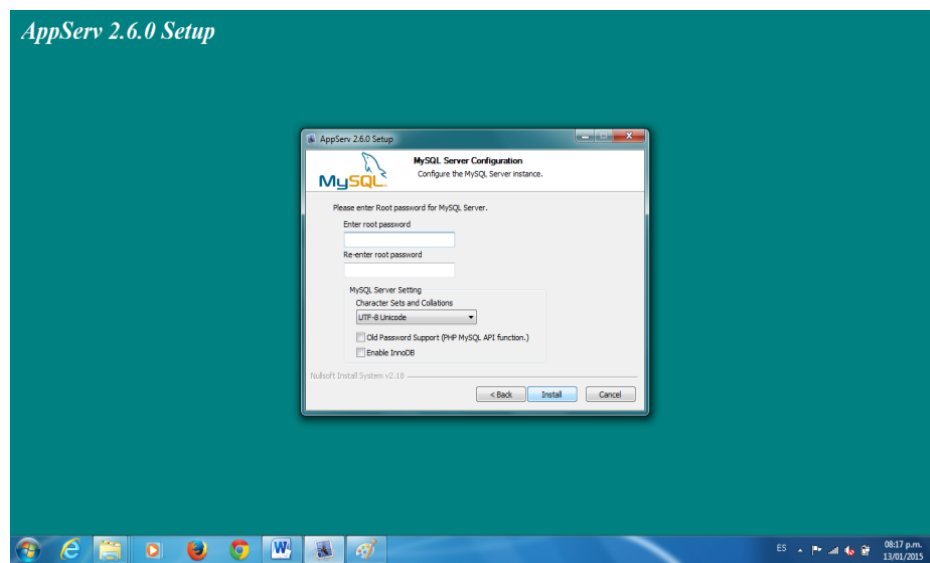 AppServ 2.6.0 Setup
AppServ 2.6.0 Setup
MySQL
MySQL Server Configuration
Configure the MySQL Server instance.
Please enter Root password for MySQL Server.
Enter root password
Re-enter root password
MySQL Server Setting
Character Sets and Collations
UTF-8 Unicode
Old Password Support (PHP MySQL API function.)
Enable InnoDB
Nullsoft Install System v2.18
< Back
Install
Cancel
ES
08:17 p.m.
13/01/2015